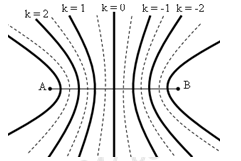 k = 2 k = 1 k = 0 k = -1 k = -2
A B